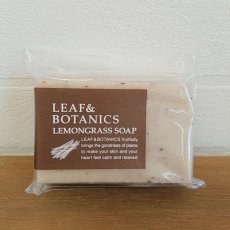 LEAF&
BOTANICS
LEMONGRASS SOAP
LEAF&BOTANICS fruitfully
brings the goodness of plants
to make your skin and your
heart feel calm and relaxed.